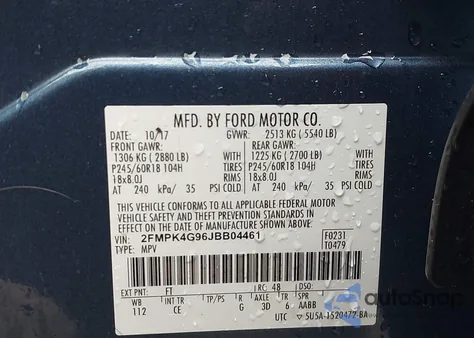 MFD. BY FORD MOTOR CO.
DATE: 10/17 GVWR: 2513 KG ( 5540 LB)
FRONT GAWR: REAR GAWR:
1306 KG ( 2880 LB) 1225 KG ( 2700 LB)
P245/60R18 104H TIRES P245/60R18 104H
18x8.0J RIMS 18x8.0J
AT 240 kPa/ 35 PSI COLD AT 240 kPa/ 35 PSI COLD
THIS VEHICLE CONFORMS TO ALL APPLICABLE FEDERAL MOTOR
VEHICLE SAFETY AND THEFT PREVENTION STANDARDS IN
EFFECT ON THE DATE OF MANUFACTURE SHOWN ABOVE.
VIN: 2FMPK4G96JBB04461 F0231
TYPE: MPV T0479
EXT PNT: FT RC: 48 DSO:
WB INT TR TP/PS R AXLE TR SPR
112 CE G 3D 6 AABB
5U5A-1520472-BA
autoSnap